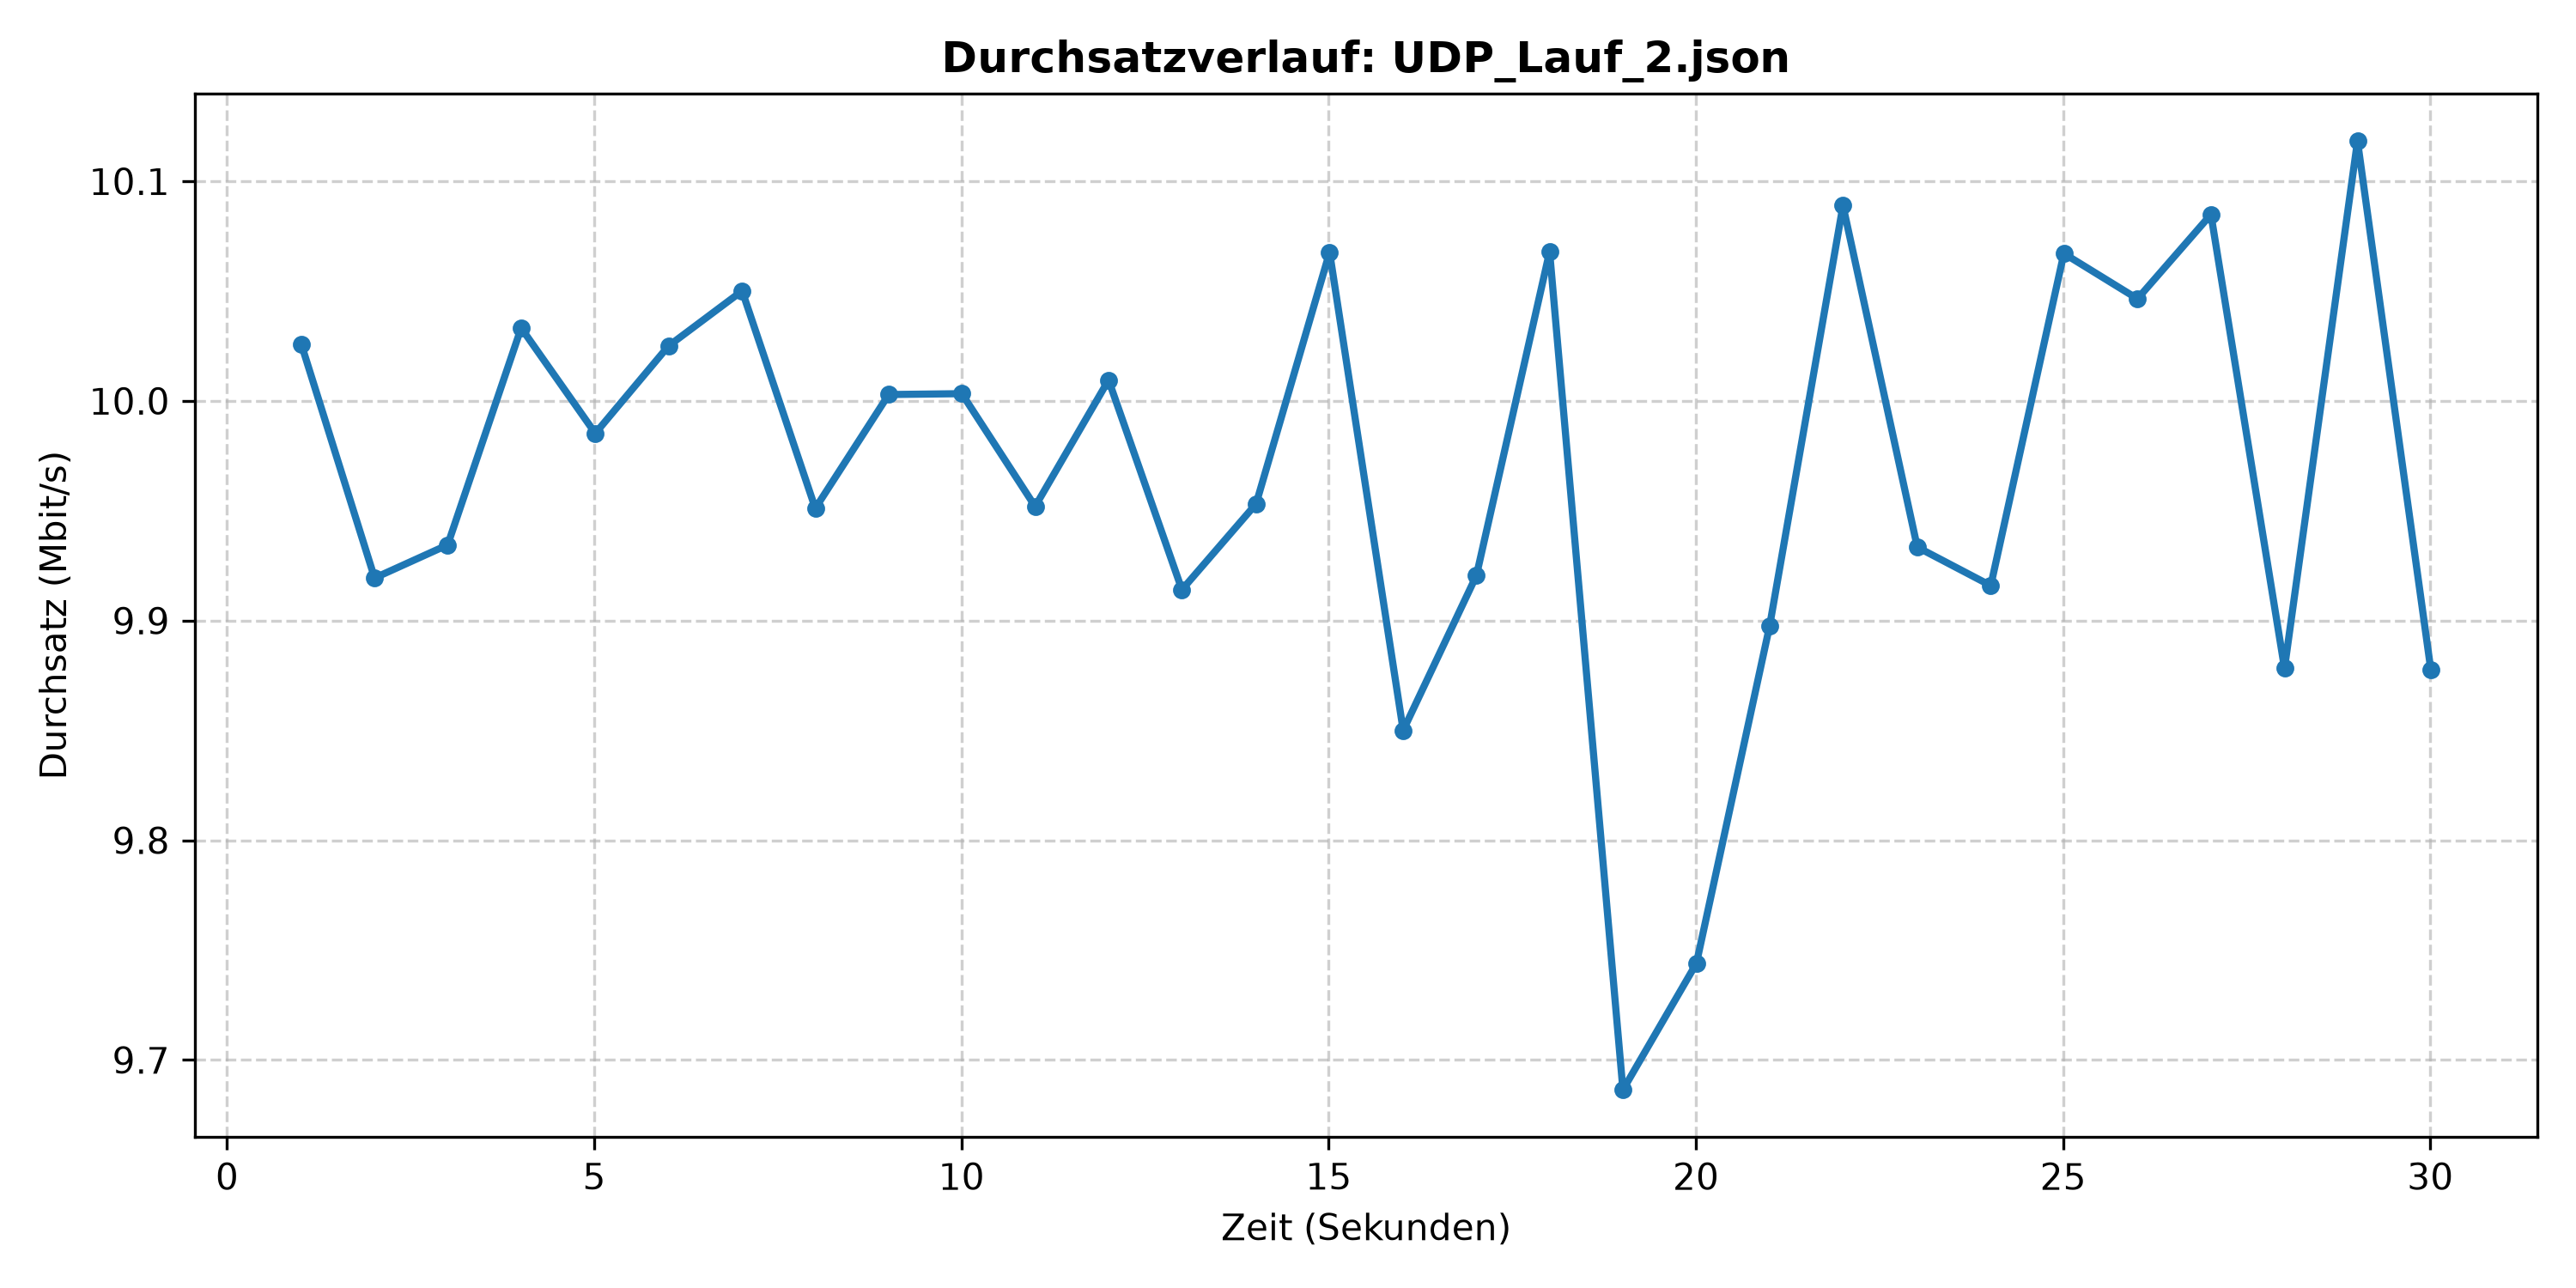 Durchsatzverlauf: UDP_Lauf_2.json
Durchsatz (Mbit/s)
10.1
10.0
9.9
9.8
9.7
0 5 10 15 20 25 30
Zeit (Sekunden)